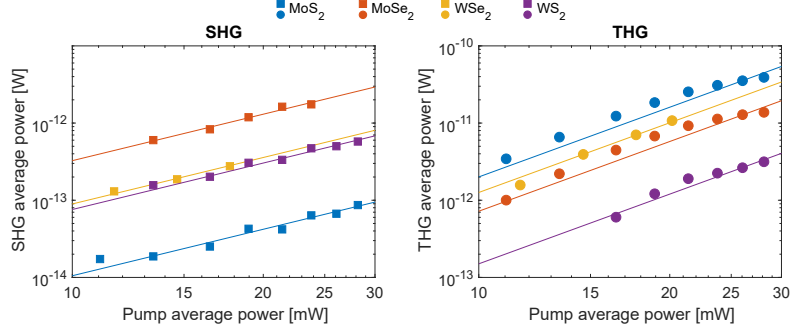 MoS₂ MoSe₂ WSe₂ WS₂
SHG
SHG average power [W]
10⁻¹²
10⁻¹³
10⁻¹⁴
10 15 20 30
Pump average power [mW]
THG
THG average power [W]
10⁻¹⁰
10⁻¹¹
10⁻¹²
10⁻¹³
10 15 20 30
Pump average power [mW]